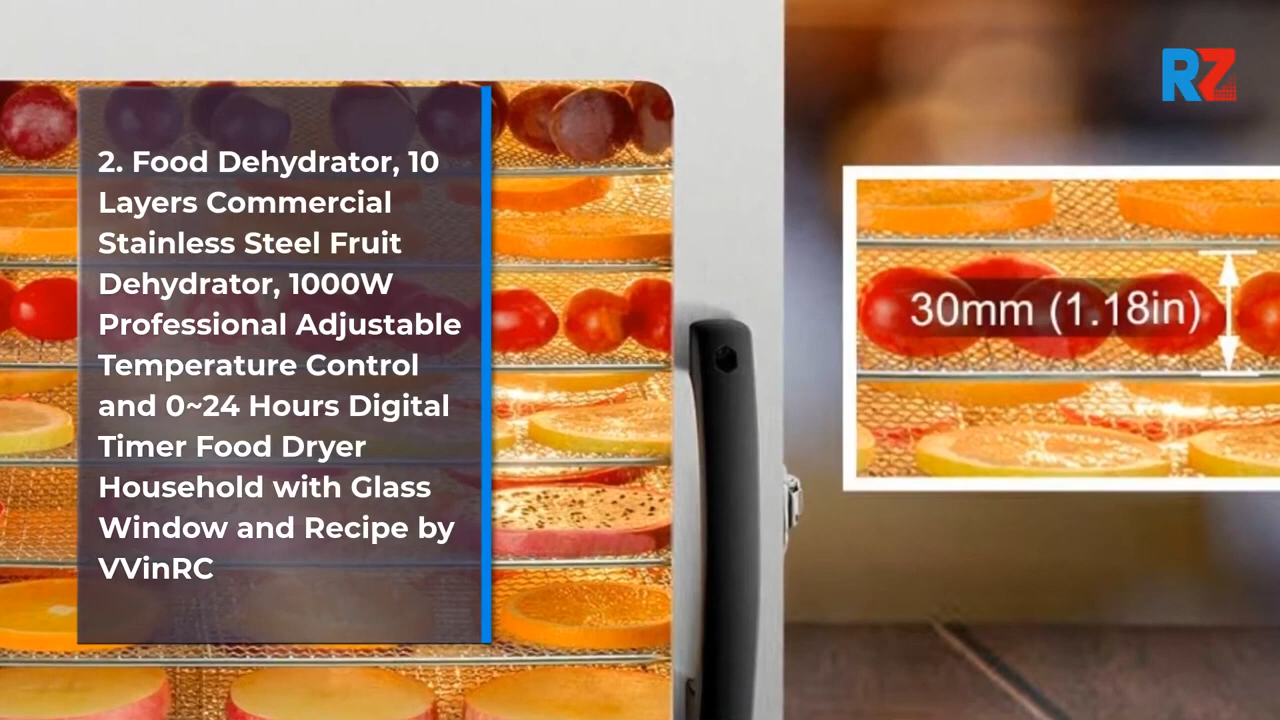 RZ
2. Food Dehydrator, 10
Layers Commercial
Stainless Steel Fruit
Dehydrator, 1000W
Professional Adjustable
Temperature Control
and 0~24 Hours Digital
Timer Food Dryer
Household with Glass
Window and Recipe by
VVinRC
30mm (1.18in)